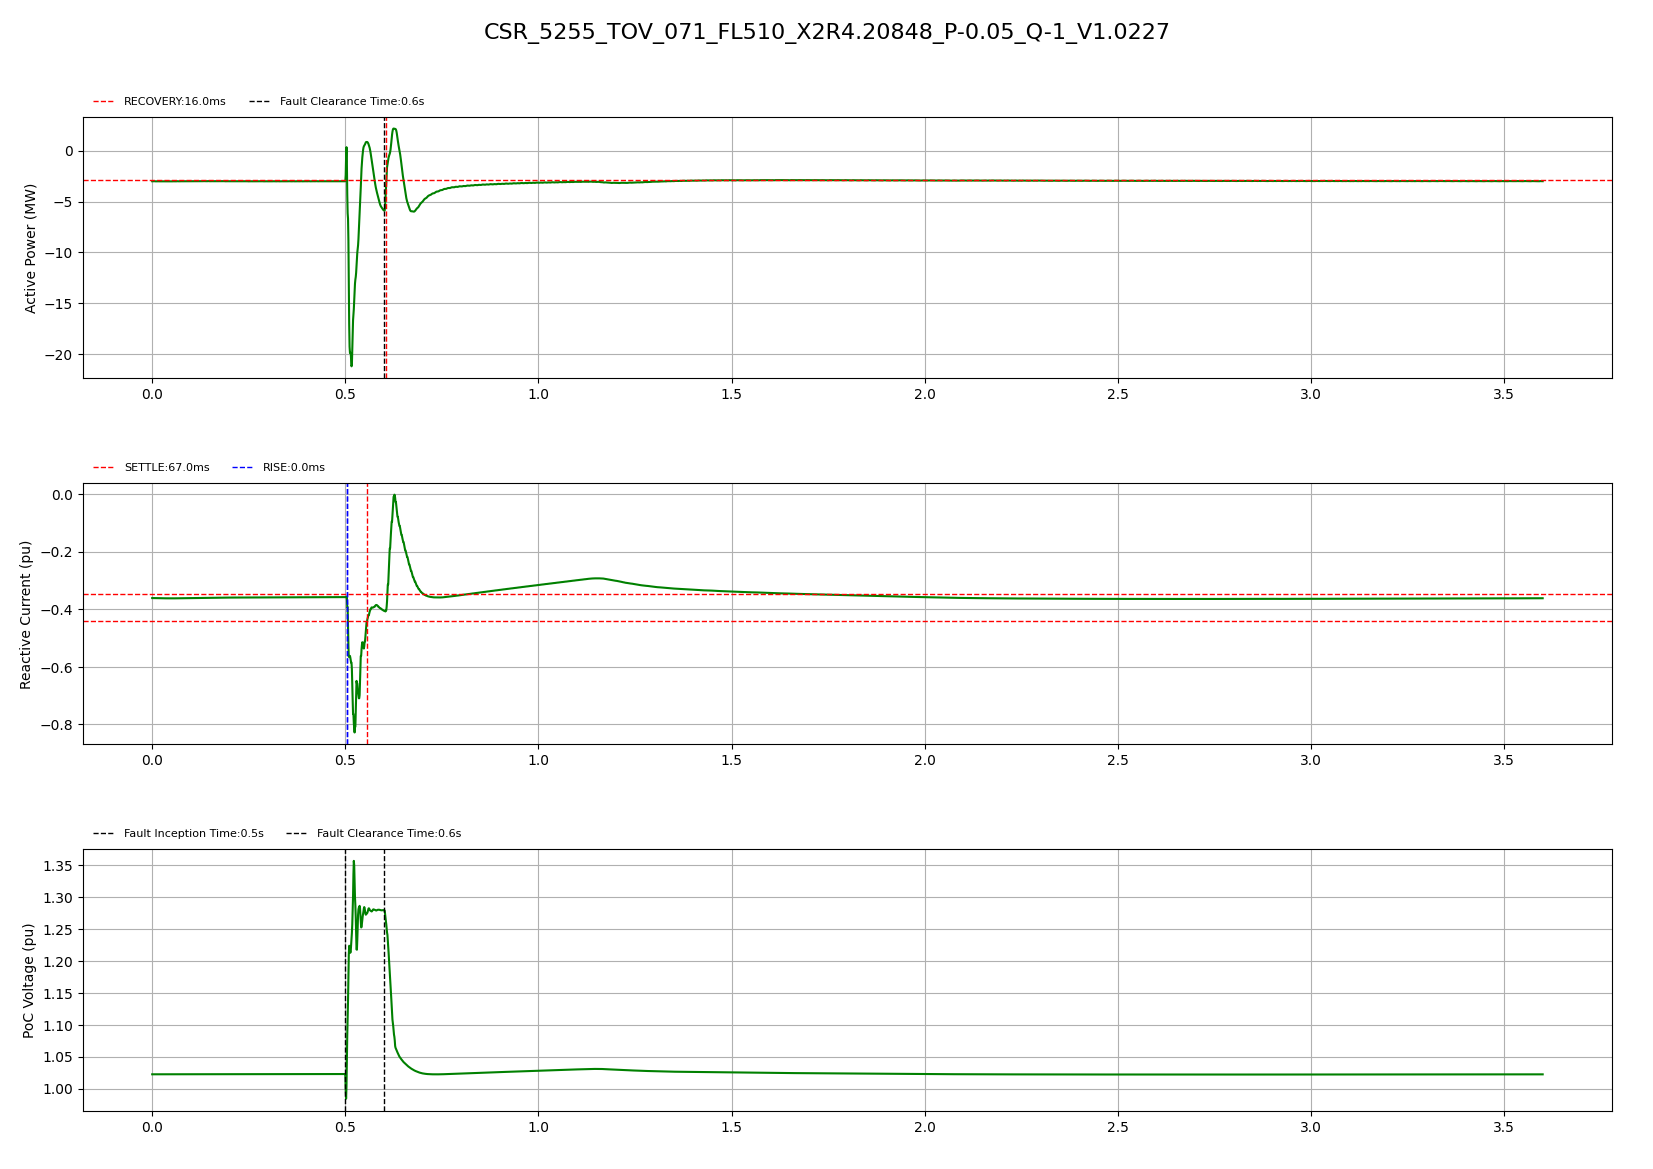 CSR_5255_TOV_071_FL510_X2R4.20848_P-0.05_Q-1_V1.0227
RECOVERY:16.0ms Fault Clearance Time:0.6s
Active Power (MW)
0
−5
−10
−15
−20
0.0 0.5 1.0 1.5 2.0 2.5 3.0 3.5
SETTLE:67.0ms RISE:0.0ms
Reactive Current (pu)
0.0
−0.2
−0.4
−0.6
−0.8
0.0 0.5 1.0 1.5 2.0 2.5 3.0 3.5
Fault Inception Time:0.5s Fault Clearance Time:0.6s
PoC Voltage (pu)
1.35
1.30
1.25
1.20
1.15
1.10
1.05
1.00
0.0 0.5 1.0 1.5 2.0 2.5 3.0 3.5